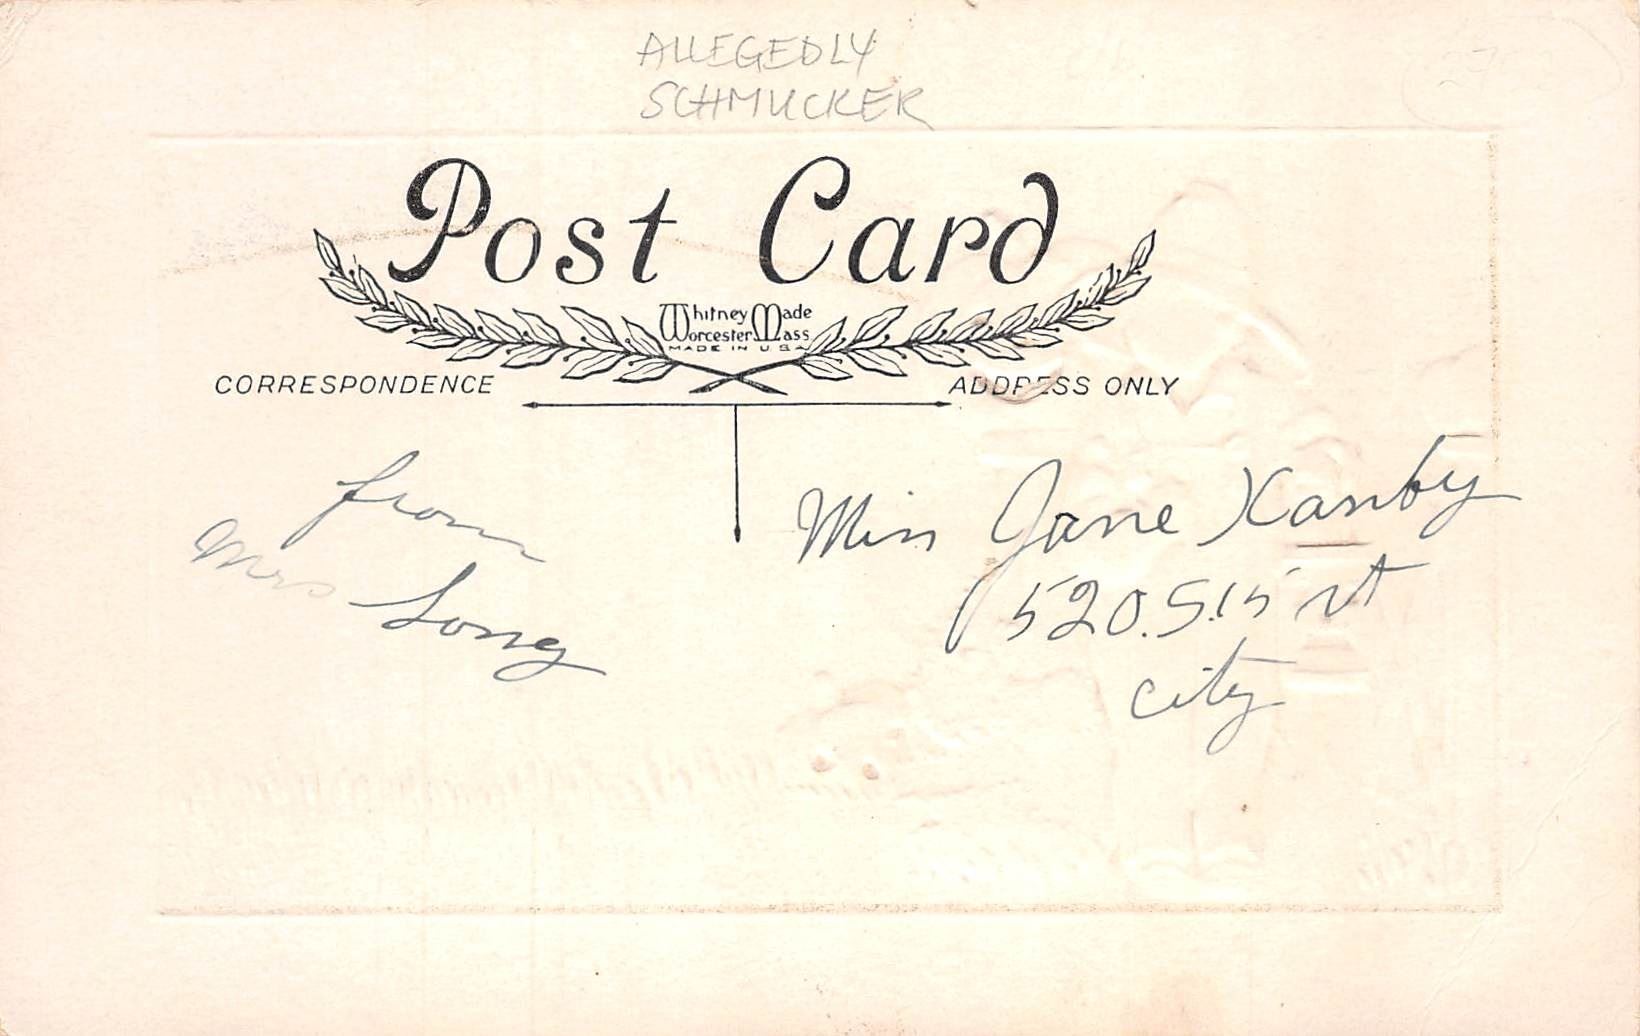 ALLEGEDLY
SCHMUCKER
Post Card
Whitney Made
Worcester Mass
MADE IN U.S.A.
CORRESPONDENCE
ADDRESS ONLY
from
Mrs Long
Miss Jane Xanby
520.S.15 st
city